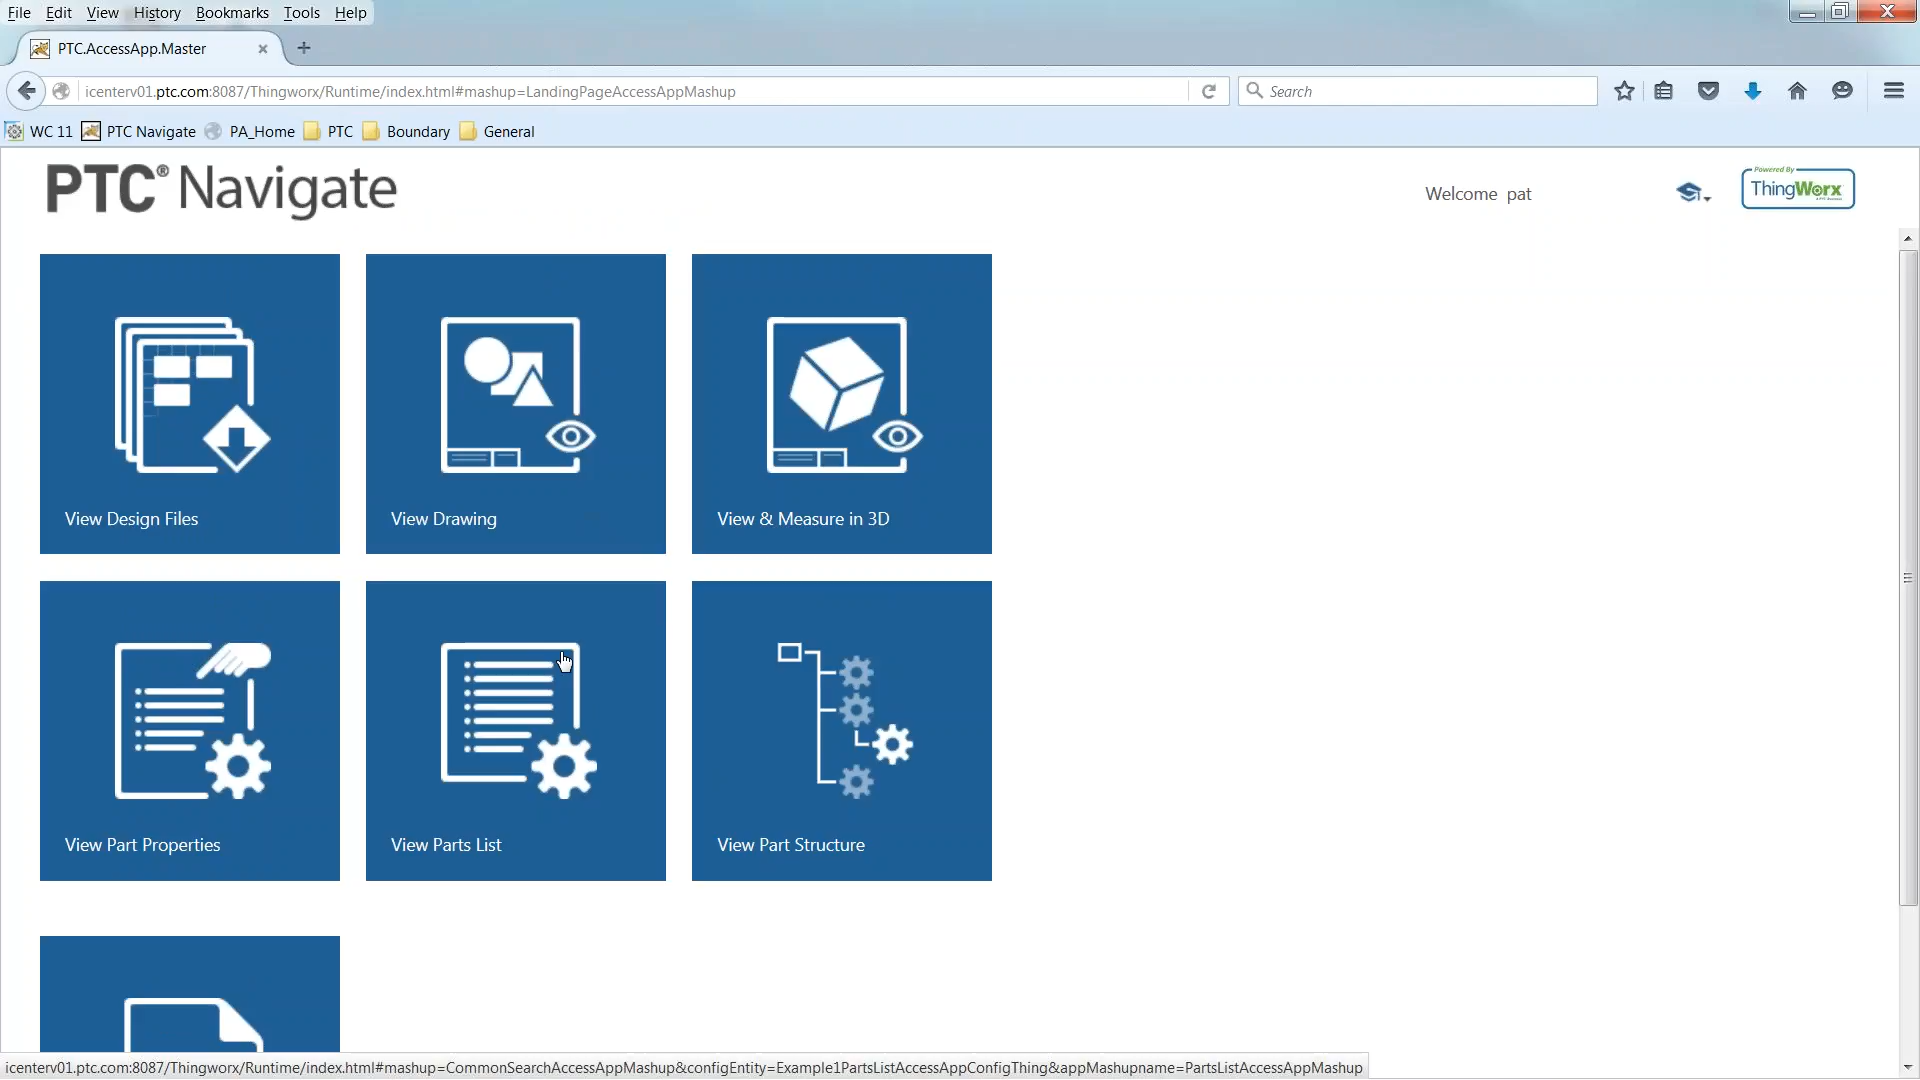 File Edit View History Bookmarks Tools Help
PTC.AccessApp.Master
icenterv01.ptc.com:8087/Thingworx/Runtime/index.html#mashup=LandingPageAccessAppMashup
Search
WC 11 PTC Navigate PA_Home PTC Boundary General
PTC® Navigate
Welcome pat
Powered By
ThingWorx
View Design Files
View Drawing
View & Measure in 3D
View Part Properties
View Parts List
View Part Structure
icenterv01.ptc.com:8087/Thingworx/Runtime/index.html#mashup=CommonSearchAccessAppMashup&configEntity=Example1PartsListAccessAppConfigThing&appMashupname=PartsListAccessAppMashup